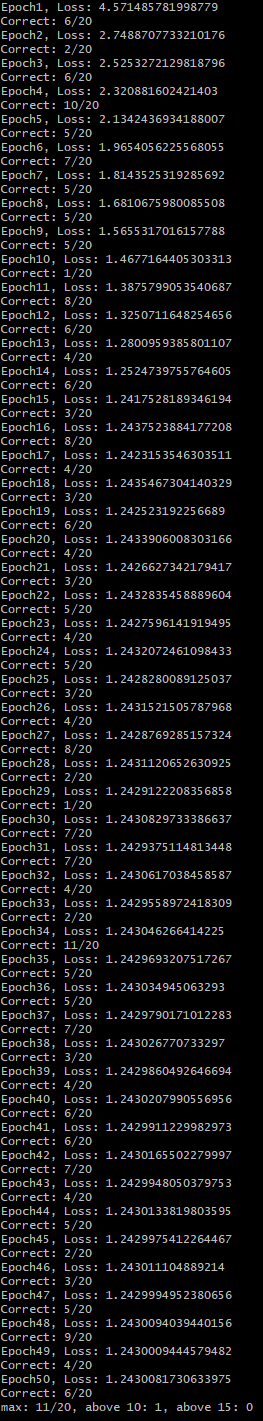 Epoch1, Loss: 4.571485781998779
Correct: 6/20
Epoch2, Loss: 2.7488707733210176
Correct: 2/20
Epoch3, Loss: 2.5253272129818796
Correct: 6/20
Epoch4, Loss: 2.320881602421403
Correct: 10/20
Epoch5, Loss: 2.1342436934188007
Correct: 5/20
Epoch6, Loss: 1.9654056225568055
Correct: 7/20
Epoch7, Loss: 1.8143525319285692
Correct: 5/20
Epoch8, Loss: 1.6810675980085508
Correct: 5/20
Epoch9, Loss: 1.5655317016157788
Correct: 5/20
Epoch10, Loss: 1.4677164405303313
Correct: 1/20
Epoch11, Loss: 1.3875799053540687
Correct: 8/20
Epoch12, Loss: 1.3250711648254656
Correct: 6/20
Epoch13, Loss: 1.2800959385801107
Correct: 4/20
Epoch14, Loss: 1.2524739755764605
Correct: 6/20
Epoch15, Loss: 1.2417528189346194
Correct: 3/20
Epoch16, Loss: 1.2437523884177208
Correct: 8/20
Epoch17, Loss: 1.2423153546303511
Correct: 4/20
Epoch18, Loss: 1.2435467304140329
Correct: 3/20
Epoch19, Loss: 1.242523192256689
Correct: 6/20
Epoch20, Loss: 1.2433906008303166
Correct: 4/20
Epoch21, Loss: 1.2426627342179417
Correct: 3/20
Epoch22, Loss: 1.2432835458889604
Correct: 5/20
Epoch23, Loss: 1.2427596141919495
Correct: 4/20
Epoch24, Loss: 1.2432072461098433
Correct: 5/20
Epoch25, Loss: 1.2428280089125037
Correct: 3/20
Epoch26, Loss: 1.2431521505787968
Correct: 4/20
Epoch27, Loss: 1.2428769285157324
Correct: 8/20
Epoch28, Loss: 1.2431120652630925
Correct: 2/20
Epoch29, Loss: 1.2429122208356858
Correct: 1/20
Epoch30, Loss: 1.2430829733386637
Correct: 7/20
Epoch31, Loss: 1.2429375114813448
Correct: 7/20
Epoch32, Loss: 1.2430617038458587
Correct: 4/20
Epoch33, Loss: 1.2429558972418309
Correct: 2/20
Epoch34, Loss: 1.243046266414225
Correct: 11/20
Epoch35, Loss: 1.2429693207517267
Correct: 5/20
Epoch36, Loss: 1.243034945063293
Correct: 5/20
Epoch37, Loss: 1.2429790171012283
Correct: 7/20
Epoch38, Loss: 1.243026770733297
Correct: 3/20
Epoch39, Loss: 1.2429860492646694
Correct: 4/20
Epoch40, Loss: 1.2430207990556956
Correct: 6/20
Epoch41, Loss: 1.2429911229982973
Correct: 6/20
Epoch42, Loss: 1.2430165502279997
Correct: 7/20
Epoch43, Loss: 1.2429948050379753
Correct: 4/20
Epoch44, Loss: 1.2430133819803595
Correct: 5/20
Epoch45, Loss: 1.2429975412264467
Correct: 2/20
Epoch46, Loss: 1.243011104889214
Correct: 3/20
Epoch47, Loss: 1.2429994952380656
Correct: 5/20
Epoch48, Loss: 1.2430094039440156
Correct: 9/20
Epoch49, Loss: 1.2430009444579482
Correct: 4/20
Epoch50, Loss: 1.2430081730633975
Correct: 6/20
max: 11/20, above 10: 1, above 15: 0